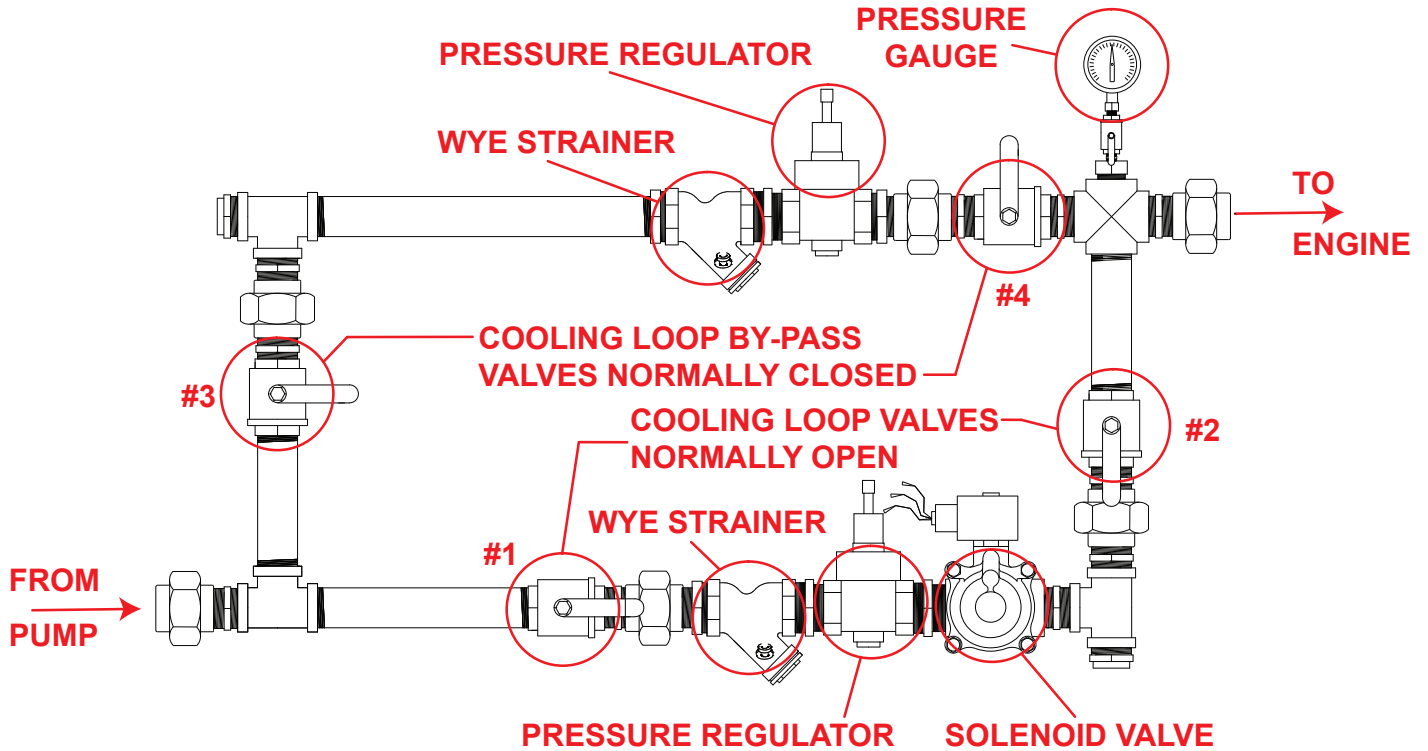 PRESSURE
GAUGE
PRESSURE REGULATOR
WYE STRAINER
TO
ENGINE
#4
COOLING LOOP BY-PASS
VALVES NORMALLY CLOSED
#3
COOLING LOOP VALVES
NORMALLY OPEN
#2
WYE STRAINER
#1
FROM
PUMP
PRESSURE REGULATOR
SOLENOID VALVE